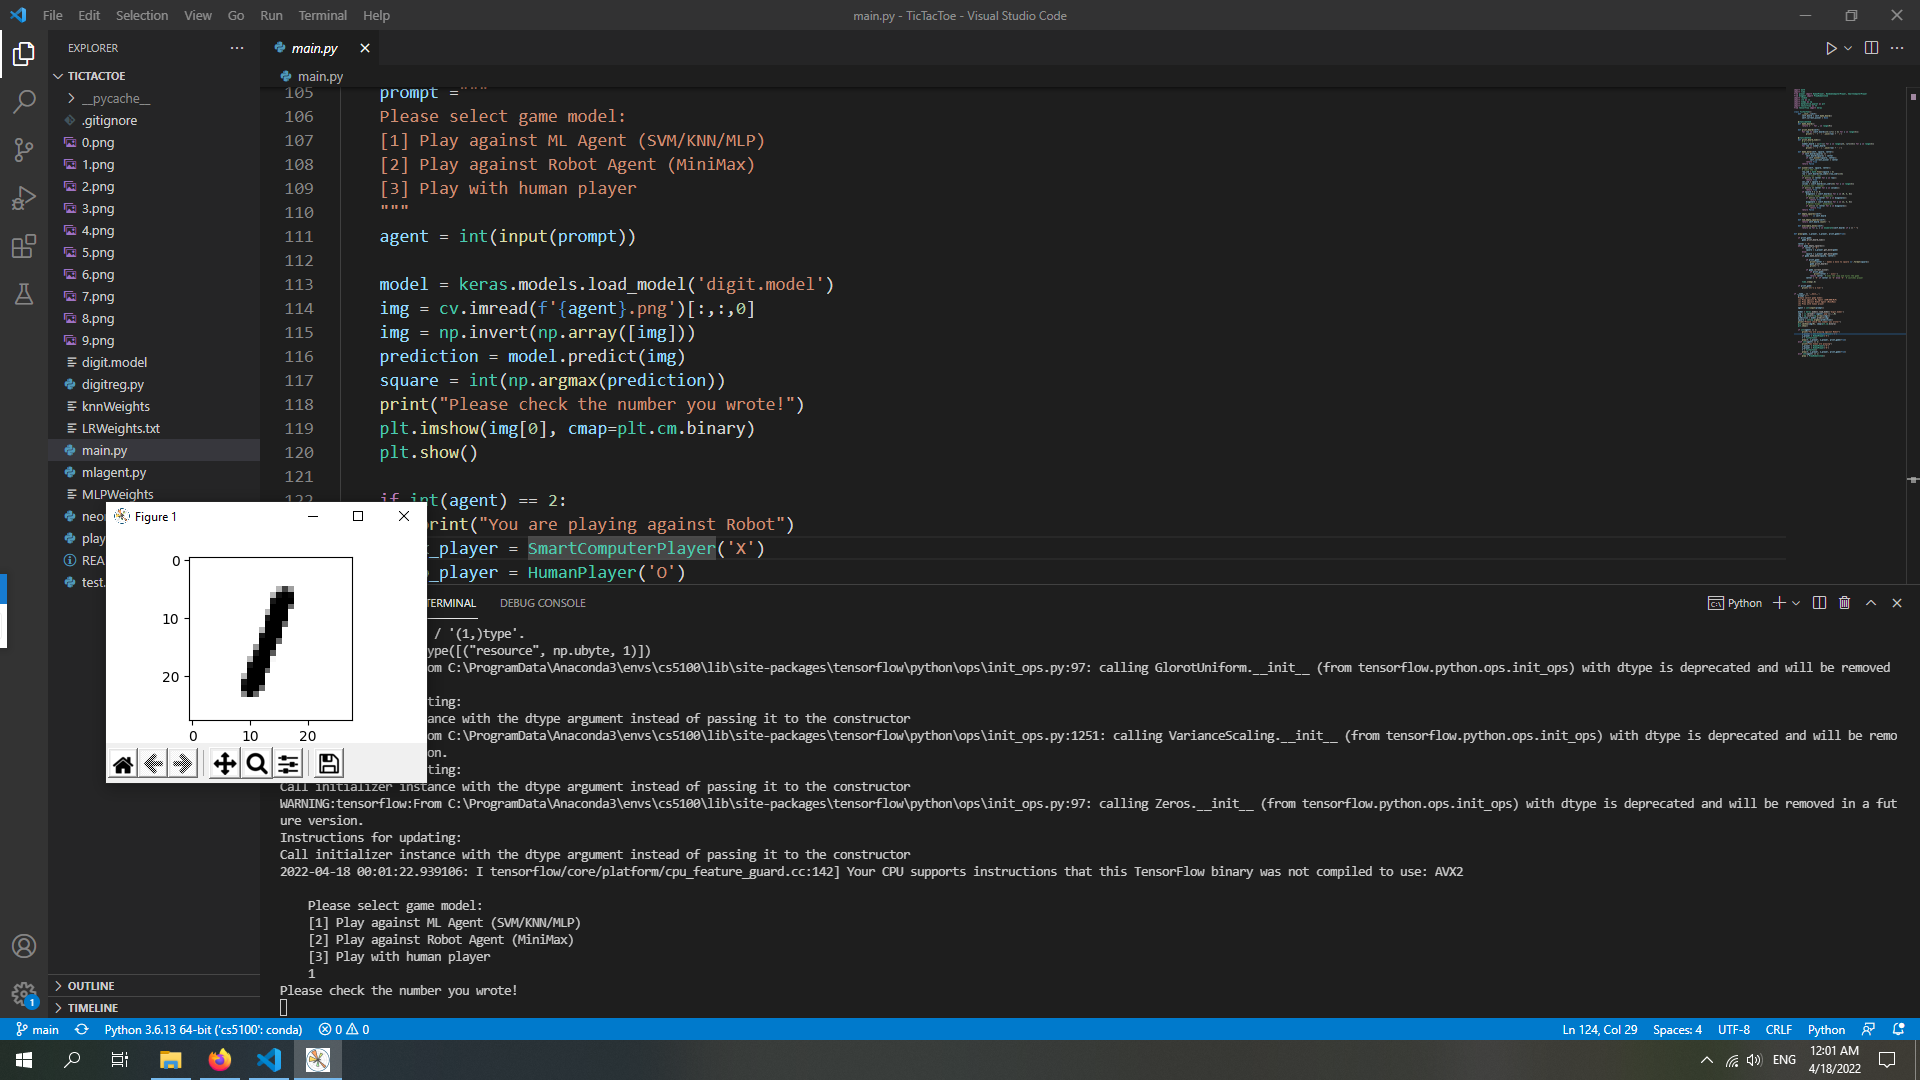 File Edit Selection View Go Run Terminal Help
main.py - TicTacToe - Visual Studio Code
EXPLORER
TICTACTOE
__pycache__
.gitignore
0.png
1.png
2.png
3.png
4.png
5.png
6.png
7.png
8.png
9.png
digit.model
digitreg.py
knnWeights
LRWeights.txt
main.py
mlagent.py
MLPWeights
neo
play
REA
test.
OUTLINE
TIMELINE
main.py
main.py
105 prompt ="""
106 Please select game model:
107 [1] Play against ML Agent (SVM/KNN/MLP)
108 [2] Play against Robot Agent (MiniMax)
109 [3] Play with human player
110 """
111 agent = int(input(prompt))
112
113 model = keras.models.load_model('digit.model')
114 img = cv.imread(f'{agent}.png')[:,:,0]
115 img = np.invert(np.array([img]))
116 prediction = model.predict(img)
117 square = int(np.argmax(prediction))
118 print("Please check the number you wrote!")
119 plt.imshow(img[0], cmap=plt.cm.binary)
120 plt.show()
121
122 if int(agent) == 2:
rint("You are playing against Robot")
_player = SmartComputerPlayer('X')
_player = HumanPlayer('O')
Figure 1
0
10
20
0 10 20
TERMINAL DEBUG CONSOLE
Python
/ '(1,)type'.
ype([("resource", np.ubyte, 1)])
om C:\ProgramData\Anaconda3\envs\cs5100\lib\site-packages\tensorflow\python\ops\init_ops.py:97: calling GlorotUniform.__init__ (from tensorflow.python.ops.init_ops) with dtype is deprecated and will be removed
ting:
tance with the dtype argument instead of passing it to the constructor
om C:\ProgramData\Anaconda3\envs\cs5100\lib\site-packages\tensorflow\python\ops\init_ops.py:1251: calling VarianceScaling.__init__ (from tensorflow.python.ops.init_ops) with dtype is deprecated and will be remo
on.
ting:
Call initializer instance with the dtype argument instead of passing it to the constructor
WARNING:tensorflow:From C:\ProgramData\Anaconda3\envs\cs5100\lib\site-packages\tensorflow\python\ops\init_ops.py:97: calling Zeros.__init__ (from tensorflow.python.ops.init_ops) with dtype is deprecated and will be removed in a fut
ure version.
Instructions for updating:
Call initializer instance with the dtype argument instead of passing it to the constructor
2022-04-18 00:01:22.939106: I tensorflow/core/platform/cpu_feature_guard.cc:142] Your CPU supports instructions that this TensorFlow binary was not compiled to use: AVX2
Please select game model:
[1] Play against ML Agent (SVM/KNN/MLP)
[2] Play against Robot Agent (MiniMax)
[3] Play with human player
1
Please check the number you wrote!
1
main Python 3.6.13 64-bit ('cs5100': conda) 0 0
Ln 124, Col 29 Spaces: 4 UTF-8 CRLF Python
ENG
12:01 AM
4/18/2022